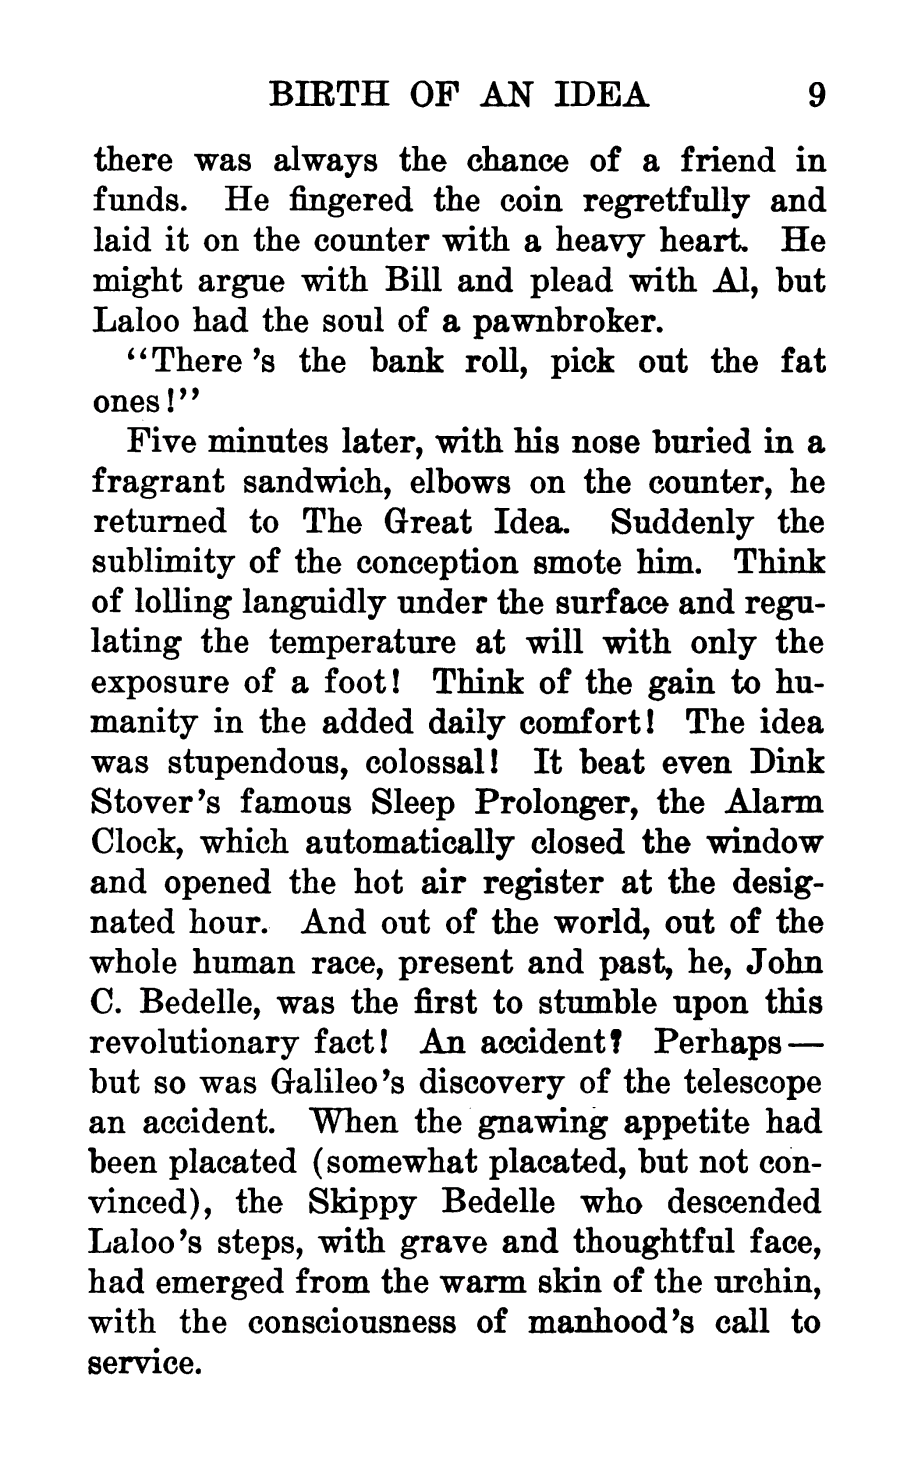 BIRTH OF AN IDEA 9
there was always the chance of a friend in
funds. He fingered the coin regretfully and
laid it on the counter with a heavy heart. He
might argue with Bill and plead with Al, but
Laloo had the soul of a pawnbroker.
“There ’s the bank roll, pick out the fat
ones!”
Five minutes later, with his nose buried in a
fragrant sandwich, elbows on the counter, he
returned to The Great Idea. Suddenly the
sublimity of the conception smote him. Think
of lolling languidly under the surface and regu-
lating the temperature at will with only the
exposure of a foot! Think of the gain to hu-
manity in the added daily comfort! The idea
was stupendous, colossal! It beat even Dink
Stover’s famous Sleep Prolonger, the Alarm
Clock, which automatically closed the window
and opened the hot air register at the desig-
nated hour. And out of the world, out of the
whole human race, present and past, he, John
C. Bedelle, was the first to stumble upon this
revolutionary fact! An accident? Perhaps—
but so was Galileo’s discovery of the telescope
an accident. When the gnawing appetite had
been placated (somewhat placated, but not con-
vinced), the Skippy Bedelle who descended
Laloo’s steps, with grave and thoughtful face,
had emerged from the warm skin of the urchin,
with the consciousness of manhood’s call to
service.